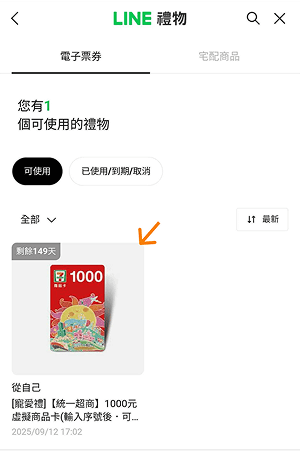 LINE 禮物
電子票券
宅配商品
您有1
個可使用的禮物
可使用
已使用/到期/取消
全部
最新
剩餘149天
1000
從自己
[寵愛禮]【統一超商】1000元
虛擬商品卡(輸入序號後・可...
2025/09/12 17:02